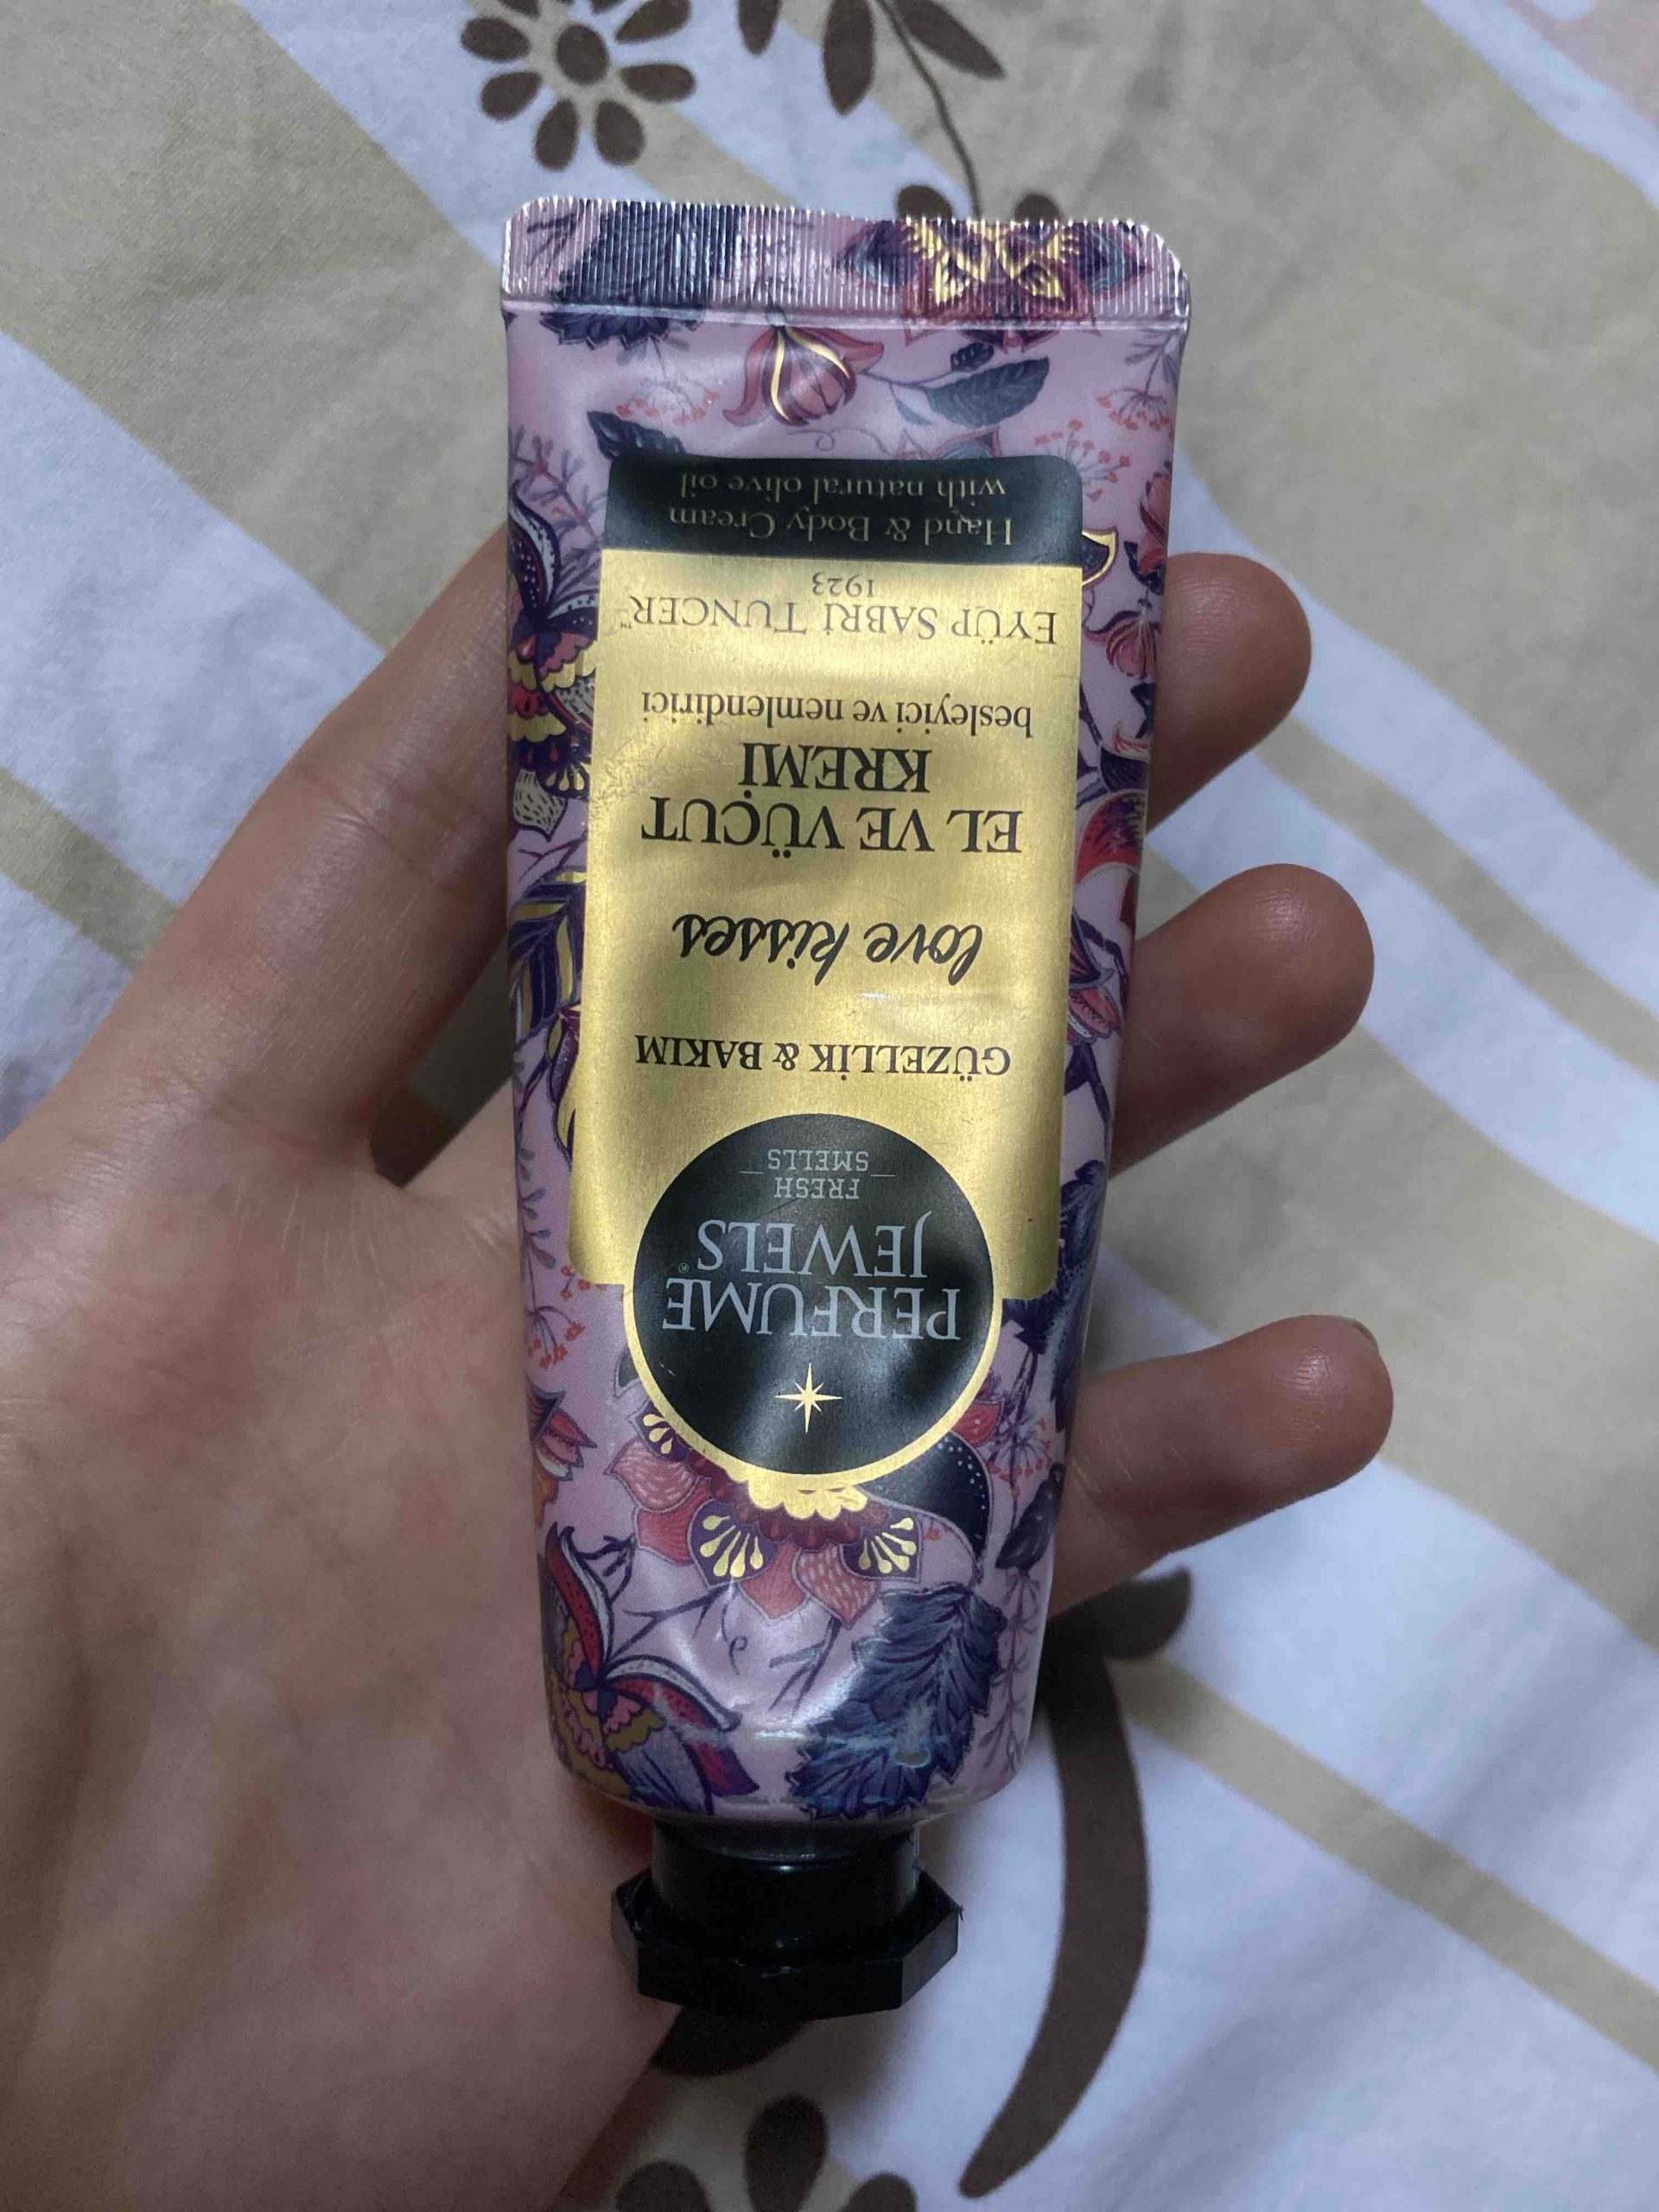 PERFUME
JEWELS®
FRESH
SMELLS
GÜZELLİK & BAKIM
love kisses
EL VE VÜCUT
KREMİ
besleyici ve nemlendirici
EYÜP SABRİ TUNCER™
1923
Hand & Body Cream
with natural olive oil